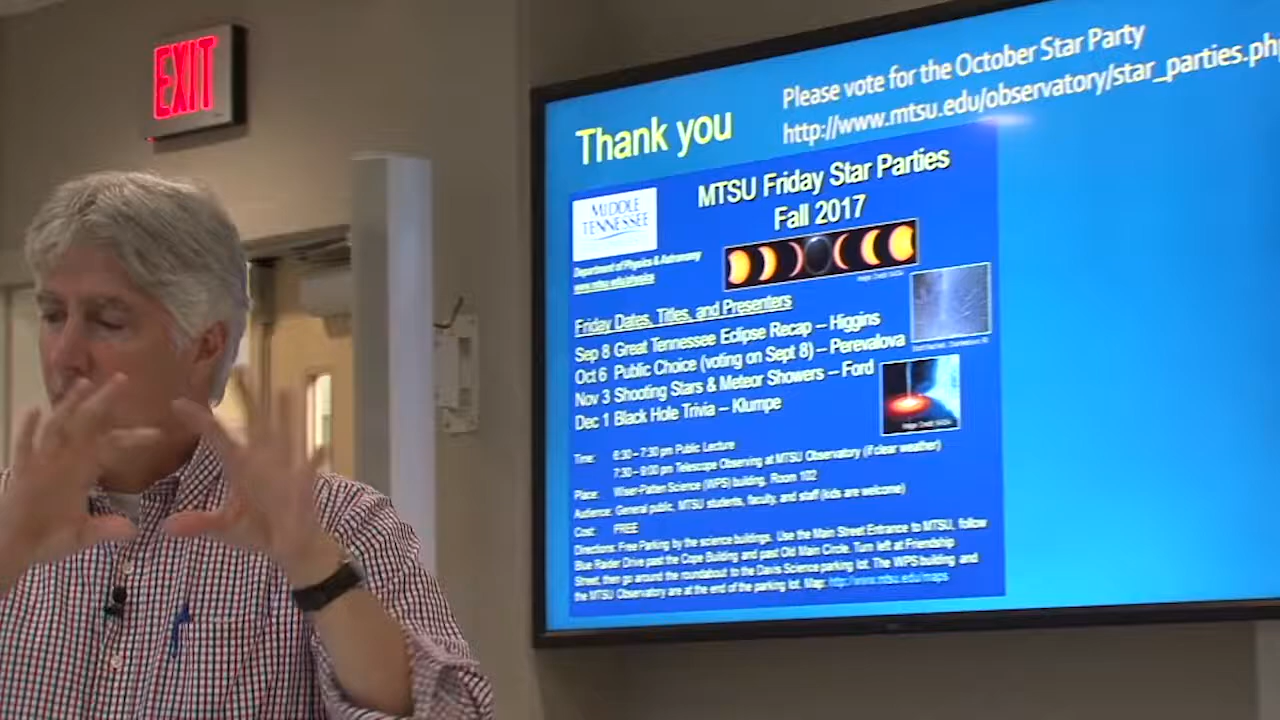 EXIT
Please vote for the October Star Party
http://www.mtsu.edu/observatory/star_parties.php
Thank you
MIDDLE
TENNESSEE
MTSU Friday Star Parties
Fall 2017
Department of Physics & Astronomy
www.mtsu.edu/physics
Friday Dates, Titles, and Presenters
Sep 8 Great Tennessee Eclipse Recap – Higgins
Oct 6 Public Choice (voting on Sept 8) – Perevalova
Nov 3 Shooting Stars & Meteor Showers – Ford
Dec 1 Black Hole Trivia – Klumpe
Time: 6:30 – 7:30 pm Public Lecture
7:30 – 9:00 pm Telescope Observing at MTSU Observatory (if clear weather)
Place: Wiser-Patten Science (WPS) building, Room 102
Audience: General public, MTSU students, faculty, and staff (kids are welcome)
Cost: FREE
Directions: Free Parking by the science buildings. Use the Main Street Entrance to MTSU, follow
Blue Raider Drive past the Cope Building and past Old Main Circle. Turn left at Friendship
Street, then go around the roundabout to the Davis Science parking lot. The WPS building and
the MTSU Observatory are at the end of the parking lot. Map: http://www.mtsu.edu/maps